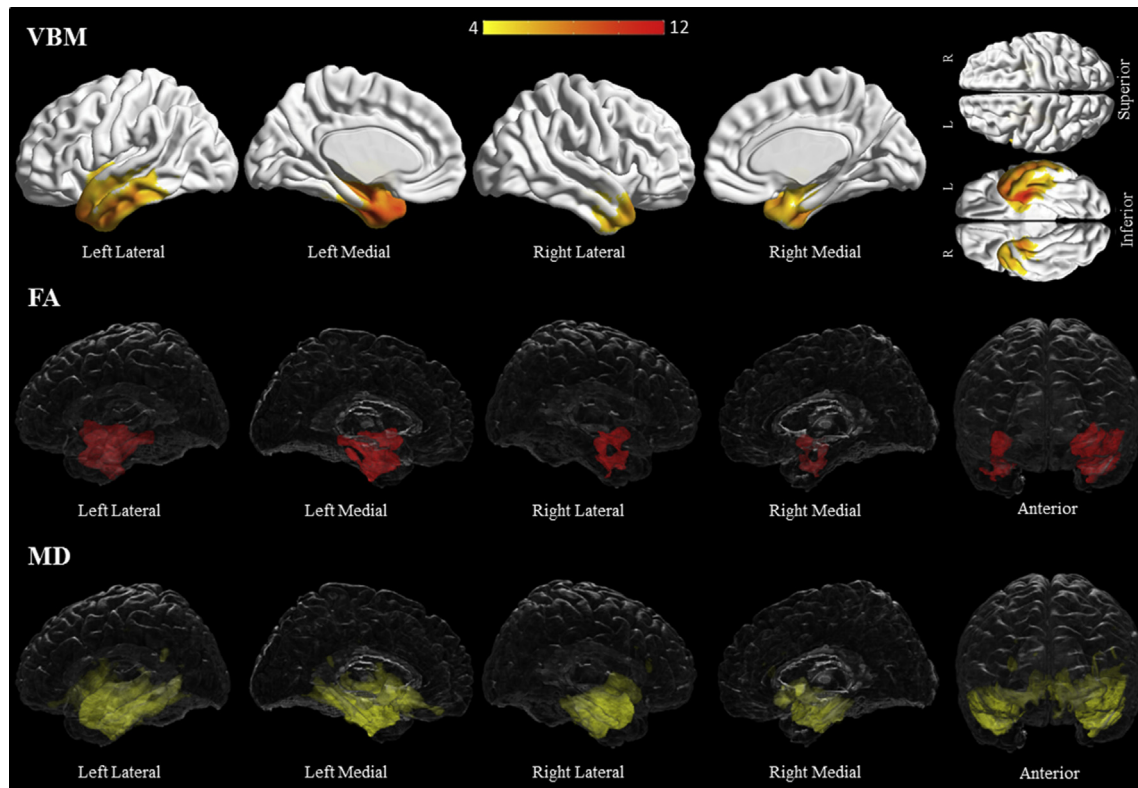 VBM
4 12
Left Lateral
Left Medial
Right Lateral
Right Medial
R
L
Superior
L
R
Inferior
FA
Left Lateral
Left Medial
Right Lateral
Right Medial
Anterior
MD
Left Lateral
Left Medial
Right Lateral
Right Medial
Anterior